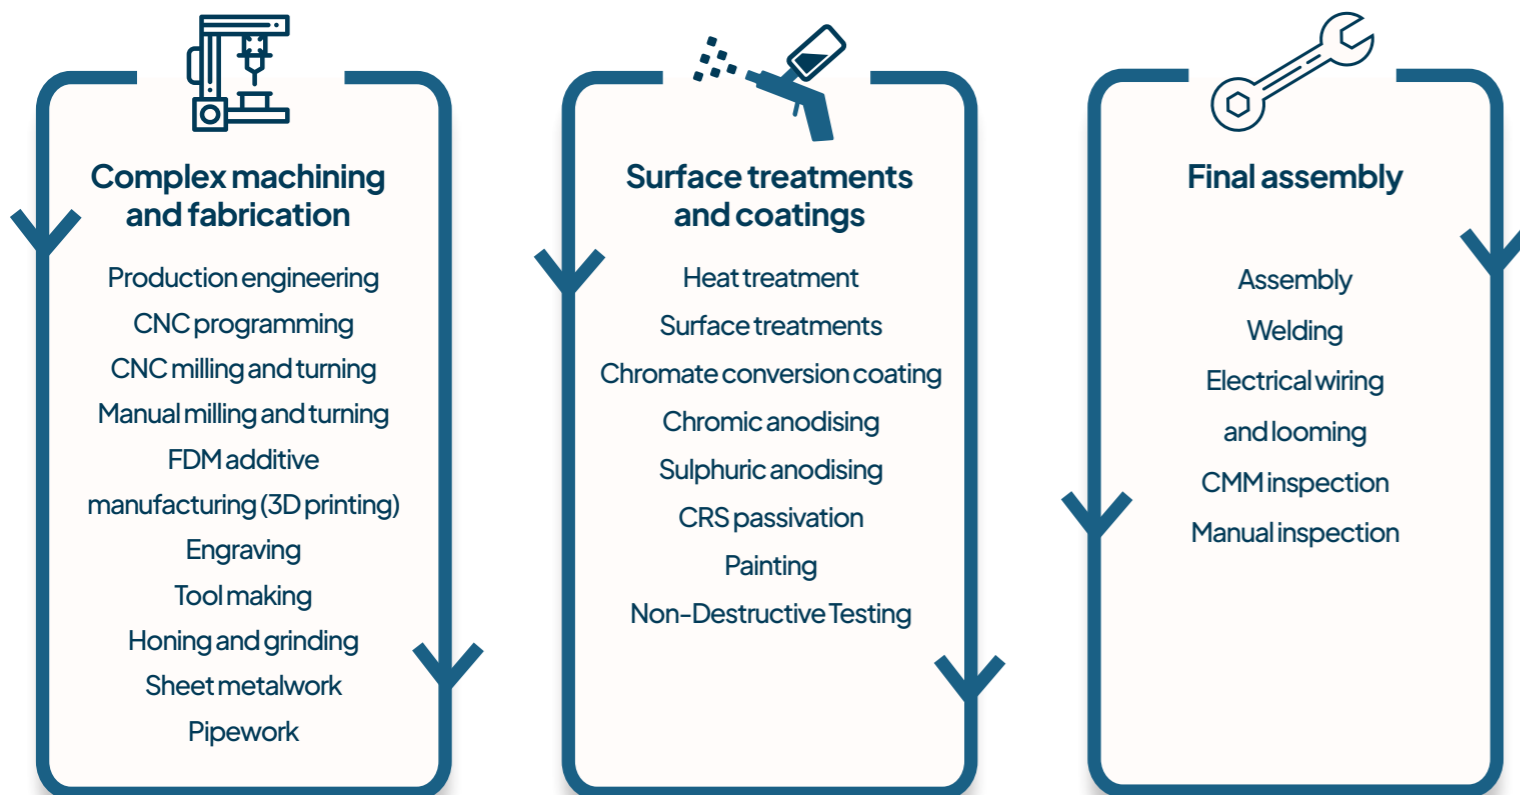 Complex machining
and fabrication
Production engineering
CNC programming
CNC milling and turning
Manual milling and turning
FDM additive
manufacturing (3D printing)
Engraving
Tool making
Honing and grinding
Sheet metalwork
Pipework
Surface treatments
and coatings
Heat treatment
Surface treatments
Chromate conversion coating
Chromic anodising
Sulphuric anodising
CRS passivation
Painting
Non-Destructive Testing
Final assembly
Assembly
Welding
Electrical wiring
and looming
CMM inspection
Manual inspection